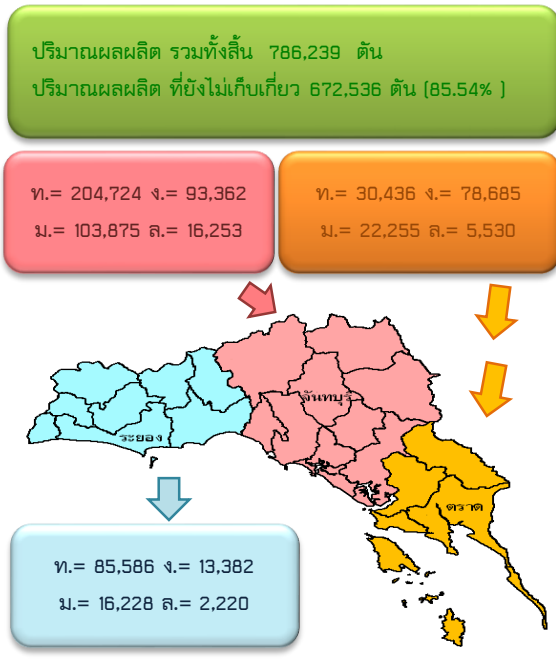 ปริมาณผลผลิต รวมทั้งสิ้น 786,239 ตัน
ปริมาณผลผลิต ที่ยังไม่เก็บเกี่ยว 672,536 ตัน (85.54% )
ท.= 204,724 ง.= 93,362
ม.= 103,875 ล.= 16,253
ท.= 30,436 ง.= 78,685
ม.= 22,255 ล.= 5,530
จันทบุรี
ระยอง
ตราด
ท.= 85,586 ง.= 13,382
ม.= 16,228 ล.= 2,220